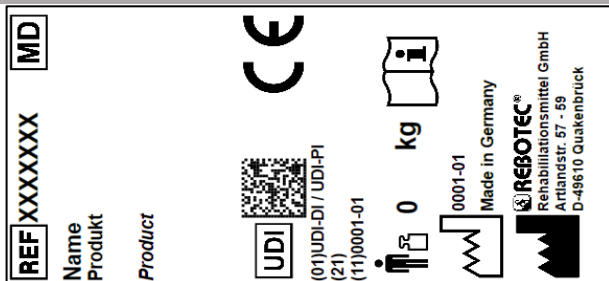 REF XXXXXXX MD
Name
Produkt
Product
UDI
(01)UDI-DI / UDI-PI
(21)
(11)0001-01
0 kg
0001-01
Made in Germany
REBOTEC®
Rehabilitationsmittel GmbH
Artlandstr. 57 - 59
D-49610 Quakenbrück